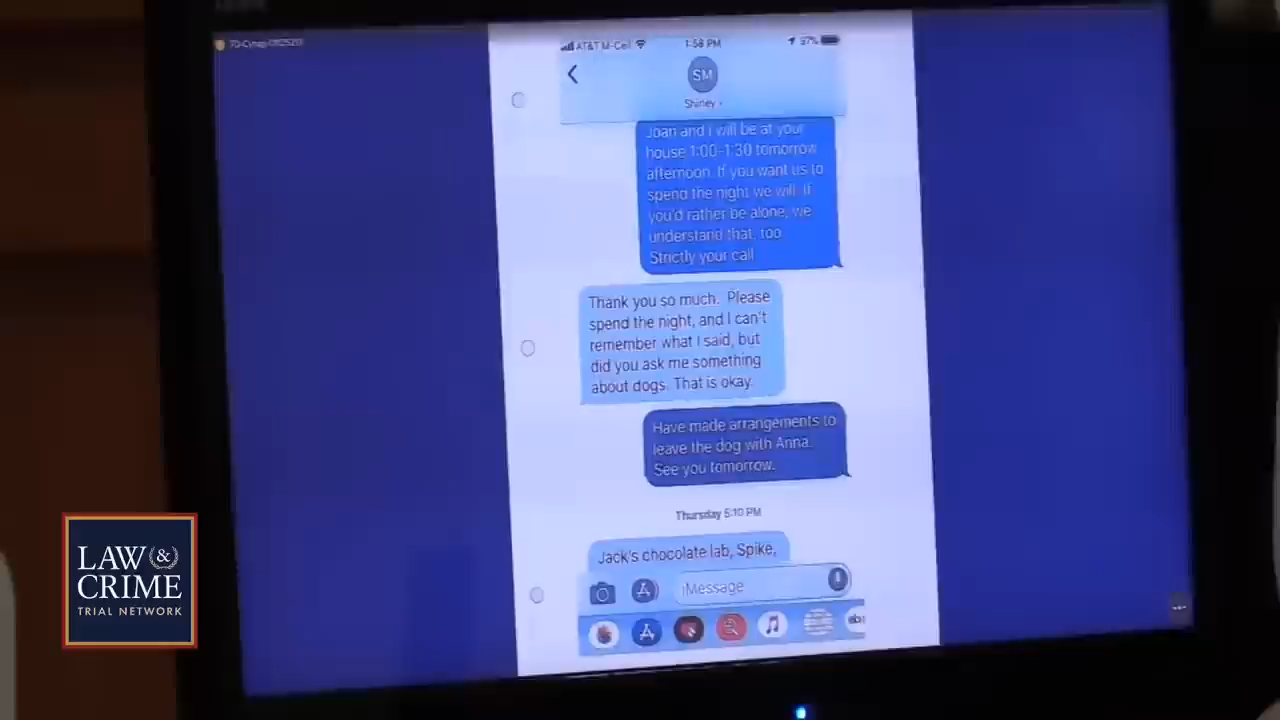 AT&T M-Cell 1:58 PM 97%
SM
Shirley
Joan and I will be at your
house 1:00-1:30 tomorrow
afternoon. If you want us to
spend the night we will. If
you'd rather be alone, we
understand that, too.
Strictly your call
Thank you so much. Please
spend the night, and I can't
remember what I said, but
did you ask me something
about dogs. That is okay.
Have made arrangements to
leave the dog with Anna.
See you tomorrow.
Thursday 5:10 PM
Jack's chocolate lab, Spike,
iMessage
LAW &
CRIME
TRIAL NETWORK